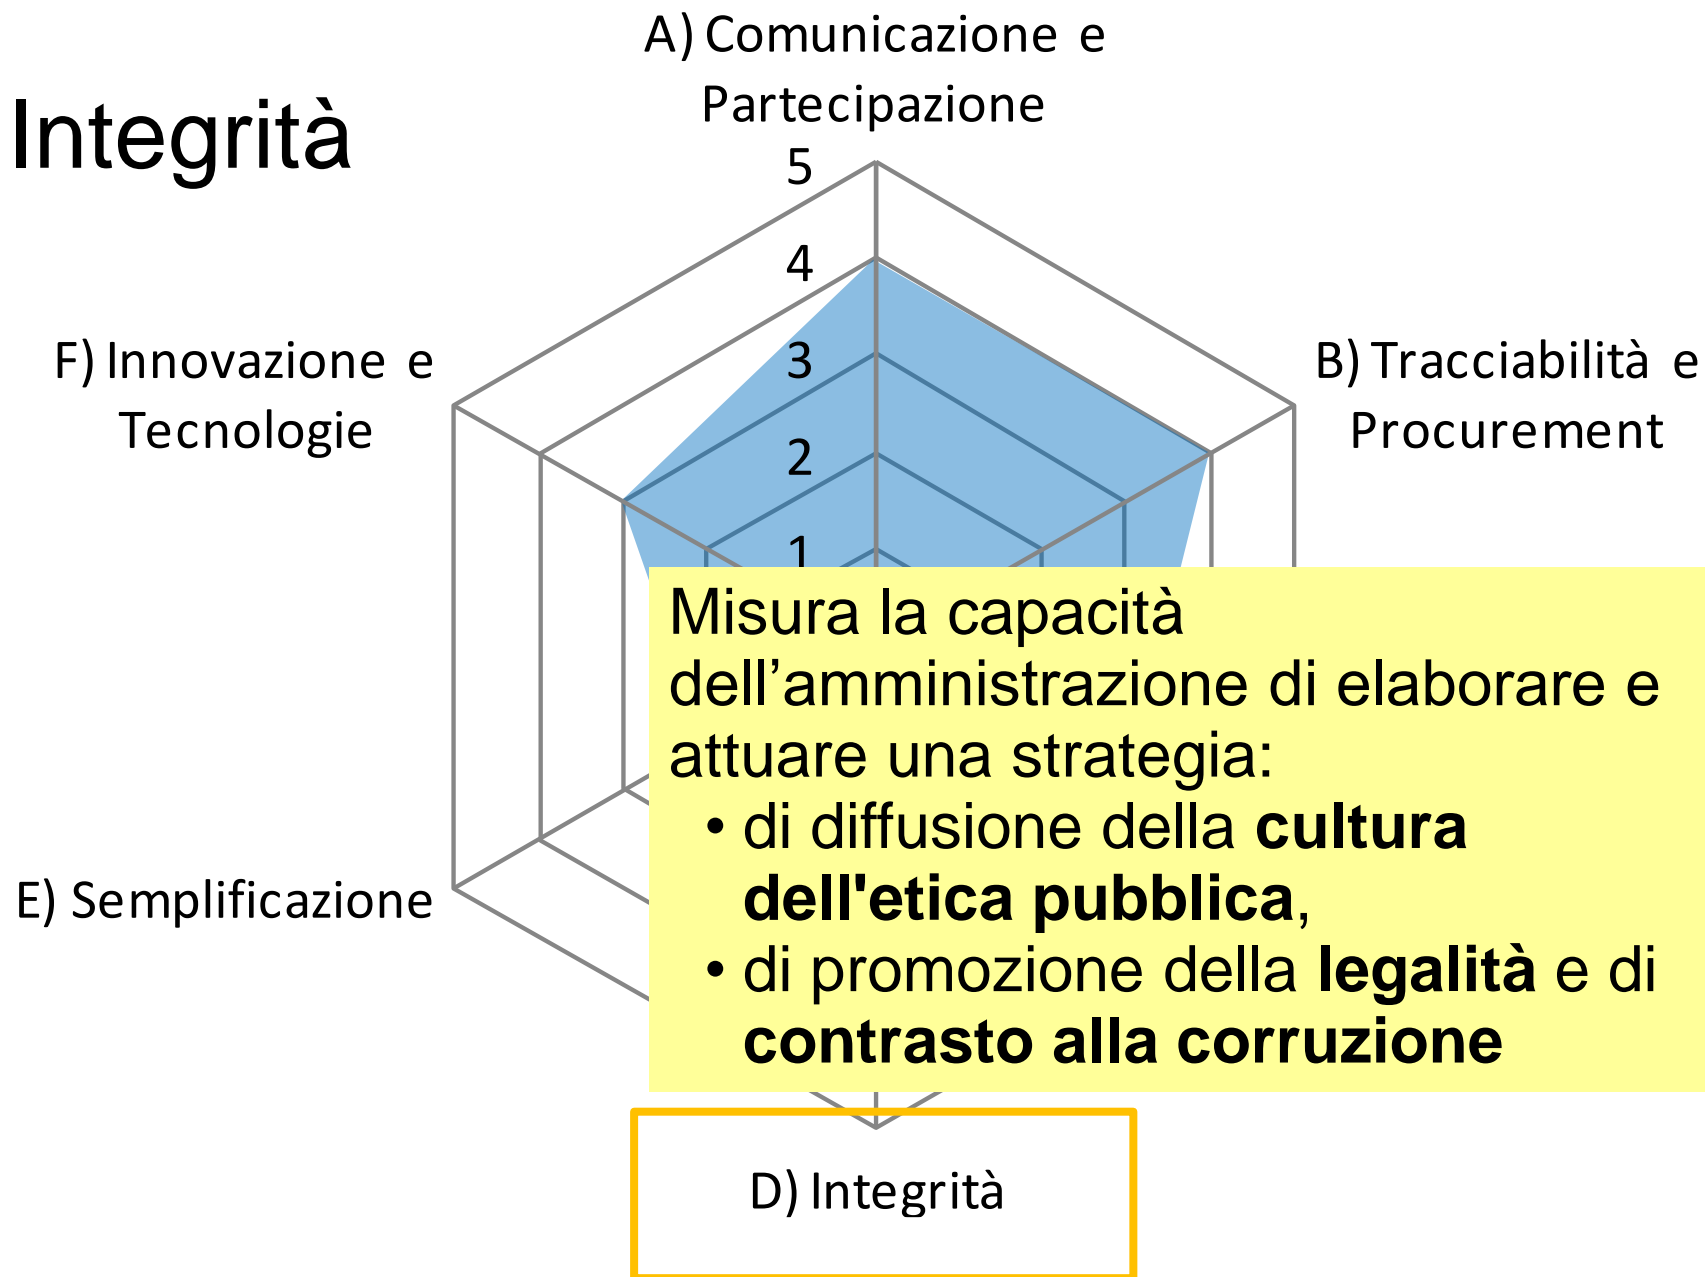 Integrità
A) Comunicazione e
Partecipazione
5
4
3
2
1
F) Innovazione e
Tecnologie
B) Tracciabilità e
Procurement
Misura la capacità
dell’amministrazione di elaborare e
attuare una strategia:
• di diffusione della cultura
dell'etica pubblica,
• di promozione della legalità e di
contrasto alla corruzione
E) Semplificazione
D) Integrità